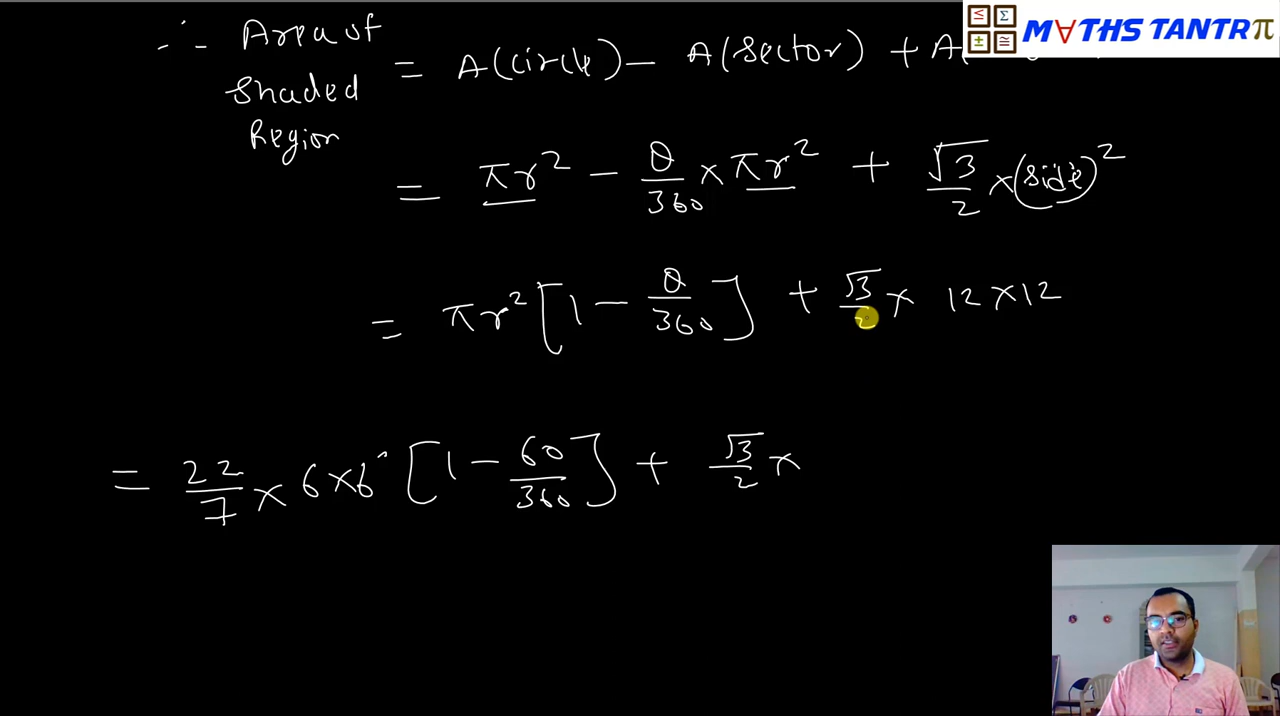 MATHS TANTRπ
∴ Area of Shaded Region = A(circle) − A(sector) + A(
= πr² − θ/360 × πr² + √3/2 × (side)²
= πr² [1 − θ/360] + √3/2 × 12 × 12
= 22/7 × 6 × 6 [1 − 60/360] + √3/2 ×